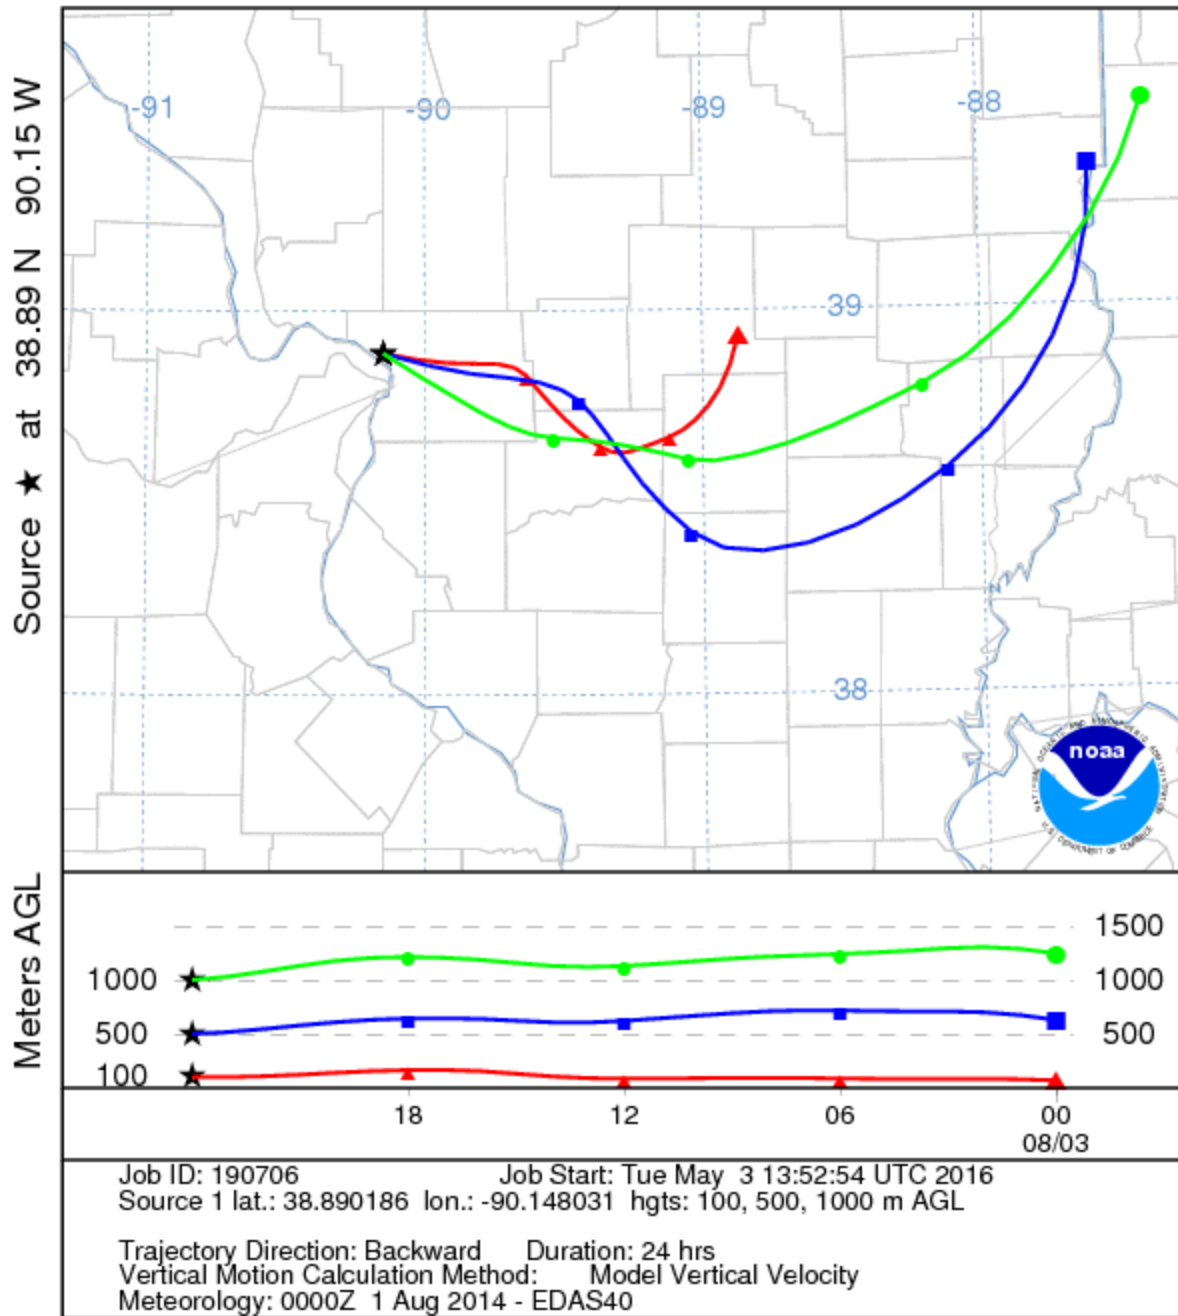 Source ★ at 38.89 N 90.15 W
-91
-90
-89
-88
39
38
noaa
Meters AGL
1500
1000
1000
500
500
100
18 12 06 00
08/03
Job ID: 190706 Job Start: Tue May 3 13:52:54 UTC 2016
Source 1 lat.: 38.890186 lon.: -90.148031 hgts: 100, 500, 1000 m AGL
Trajectory Direction: Backward Duration: 24 hrs
Vertical Motion Calculation Method: Model Vertical Velocity
Meteorology: 0000Z 1 Aug 2014 - EDAS40